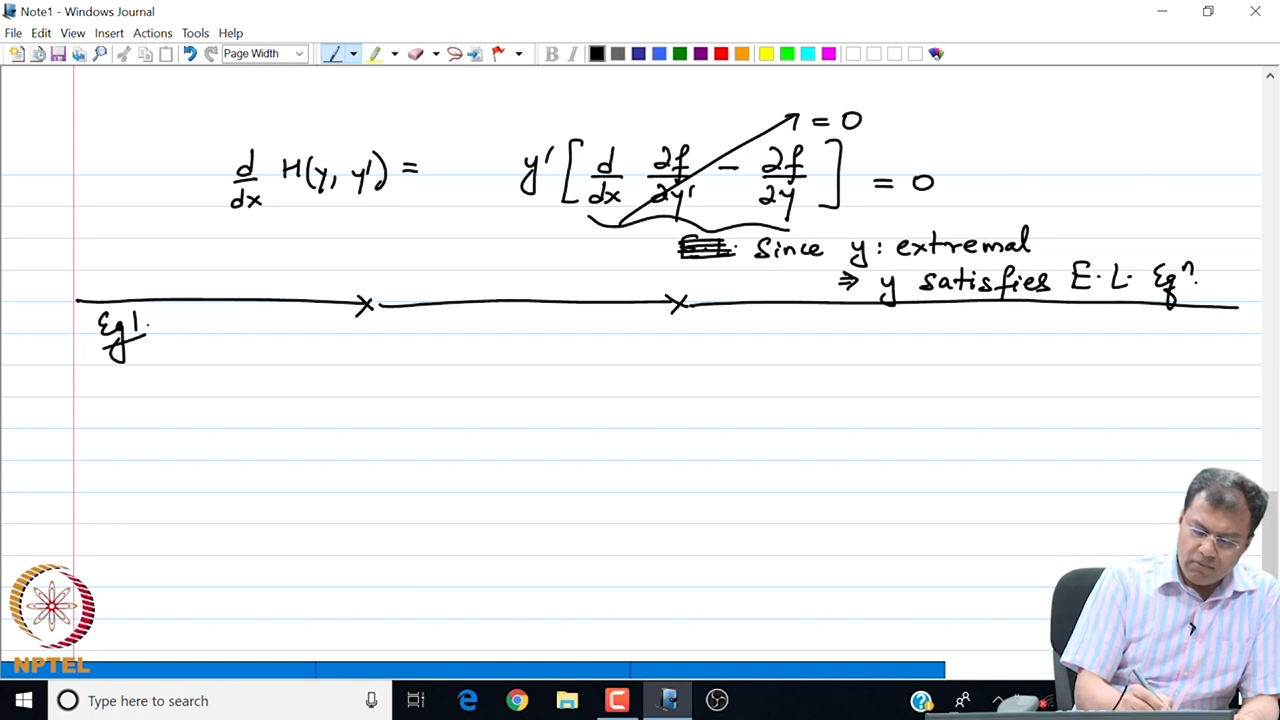 Note1 - Windows Journal
File Edit View Insert Actions Tools Help
Page Width
B I
= 0
d/dx H(y, y') = y' [ d/dx ∂f/∂y' - ∂f/∂y ] = 0
Since y: extremal
⇒ y satisfies E.L. Eqⁿ.
Eg1.
NPTEL
Type here to search